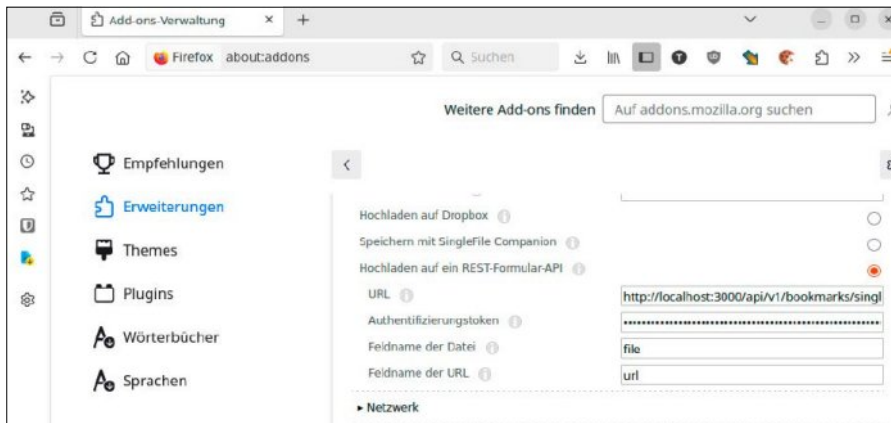 Add-ons-Verwaltung
Firefox about:addons
Suchen
Weitere Add-ons finden
Auf addons.mozilla.org suchen
Empfehlungen
Erweiterungen
Themes
Plugins
Wörterbücher
Sprachen
Hochladen auf Dropbox
Speichern mit SingleFile Companion
Hochladen auf ein REST-Formular-API
URL
http://localhost:3000/api/v1/bookmarks/singl
Authentifizierungstoken
Feldname der Datei
file
Feldname der URL
url
Netzwerk